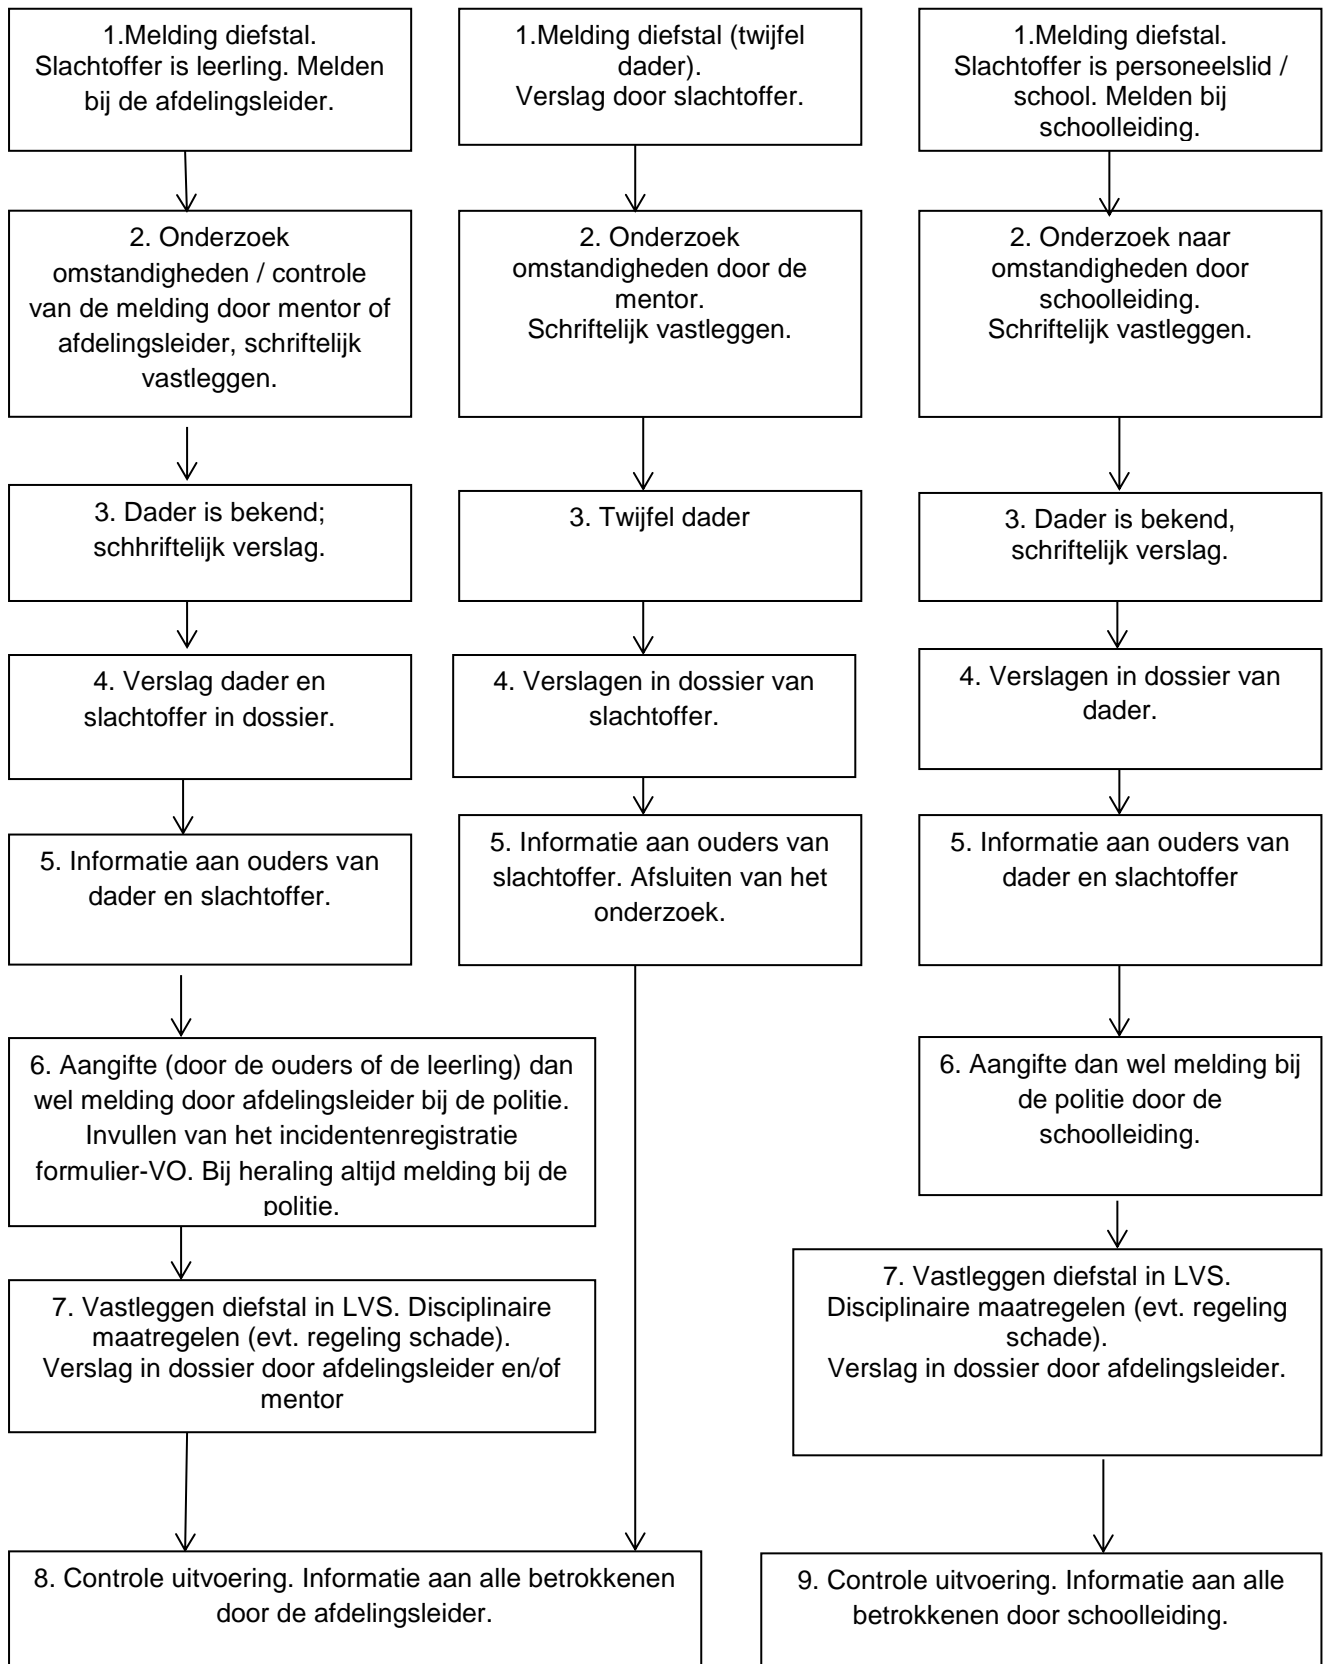 1.Melding diefstal.
Slachtoffer is leerling. Melden
bij de afdelingsleider.
2. Onderzoek
omstandigheden / controle
van de melding door mentor of
afdelingsleider, schriftelijk
vastleggen.
3. Dader is bekend;
schhriftelijk verslag.
4. Verslag dader en
slachtoffer in dossier.
5. Informatie aan ouders van
dader en slachtoffer.
6. Aangifte (door de ouders of de leerling) dan
wel melding door afdelingsleider bij de politie.
Invullen van het incidentenregistratie
formulier-VO. Bij heraling altijd melding bij de
politie.
7. Vastleggen diefstal in LVS. Disciplinaire
maatregelen (evt. regeling schade).
Verslag in dossier door afdelingsleider en/of
mentor
1.Melding diefstal (twijfel
dader).
Verslag door slachtoffer.
2. Onderzoek
omstandigheden door de
mentor.
Schriftelijk vastleggen.
3. Twijfel dader
4. Verslagen in dossier van
slachtoffer.
5. Informatie aan ouders van
slachtoffer. Afsluiten van het
onderzoek.
8. Controle uitvoering. Informatie aan alle betrokkenen
door de afdelingsleider.
1.Melding diefstal.
Slachtoffer is personeelslid /
school. Melden bij
schoolleiding.
2. Onderzoek naar
omstandigheden door
schoolleiding.
Schriftelijk vastleggen.
3. Dader is bekend,
schriftelijk verslag.
4. Verslagen in dossier van
dader.
5. Informatie aan ouders van
dader en slachtoffer
6. Aangifte dan wel melding bij
de politie door de
schoolleiding.
7. Vastleggen diefstal in LVS.
Disciplinaire maatregelen (evt. regeling
schade).
Verslag in dossier door afdelingsleider.
9. Controle uitvoering. Informatie aan alle
betrokkenen door schoolleiding.